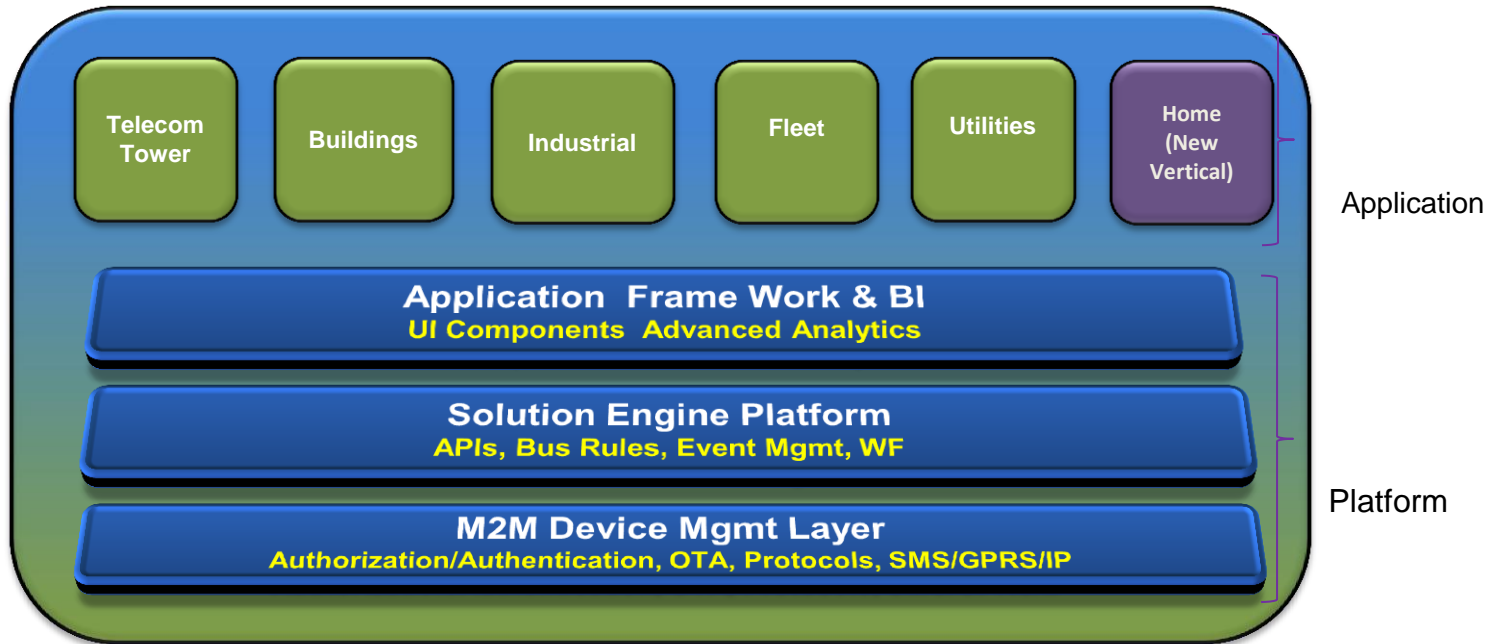 Telecom
Tower
Buildings
Industrial
Fleet
Utilities
Home
(New
Vertical)
Application
Application Frame Work & BI
UI Components Advanced Analytics
Solution Engine Platform
APIs, Bus Rules, Event Mgmt, WF
Platform
M2M Device Mgmt Layer
Authorization/Authentication, OTA, Protocols, SMS/GPRS/IP